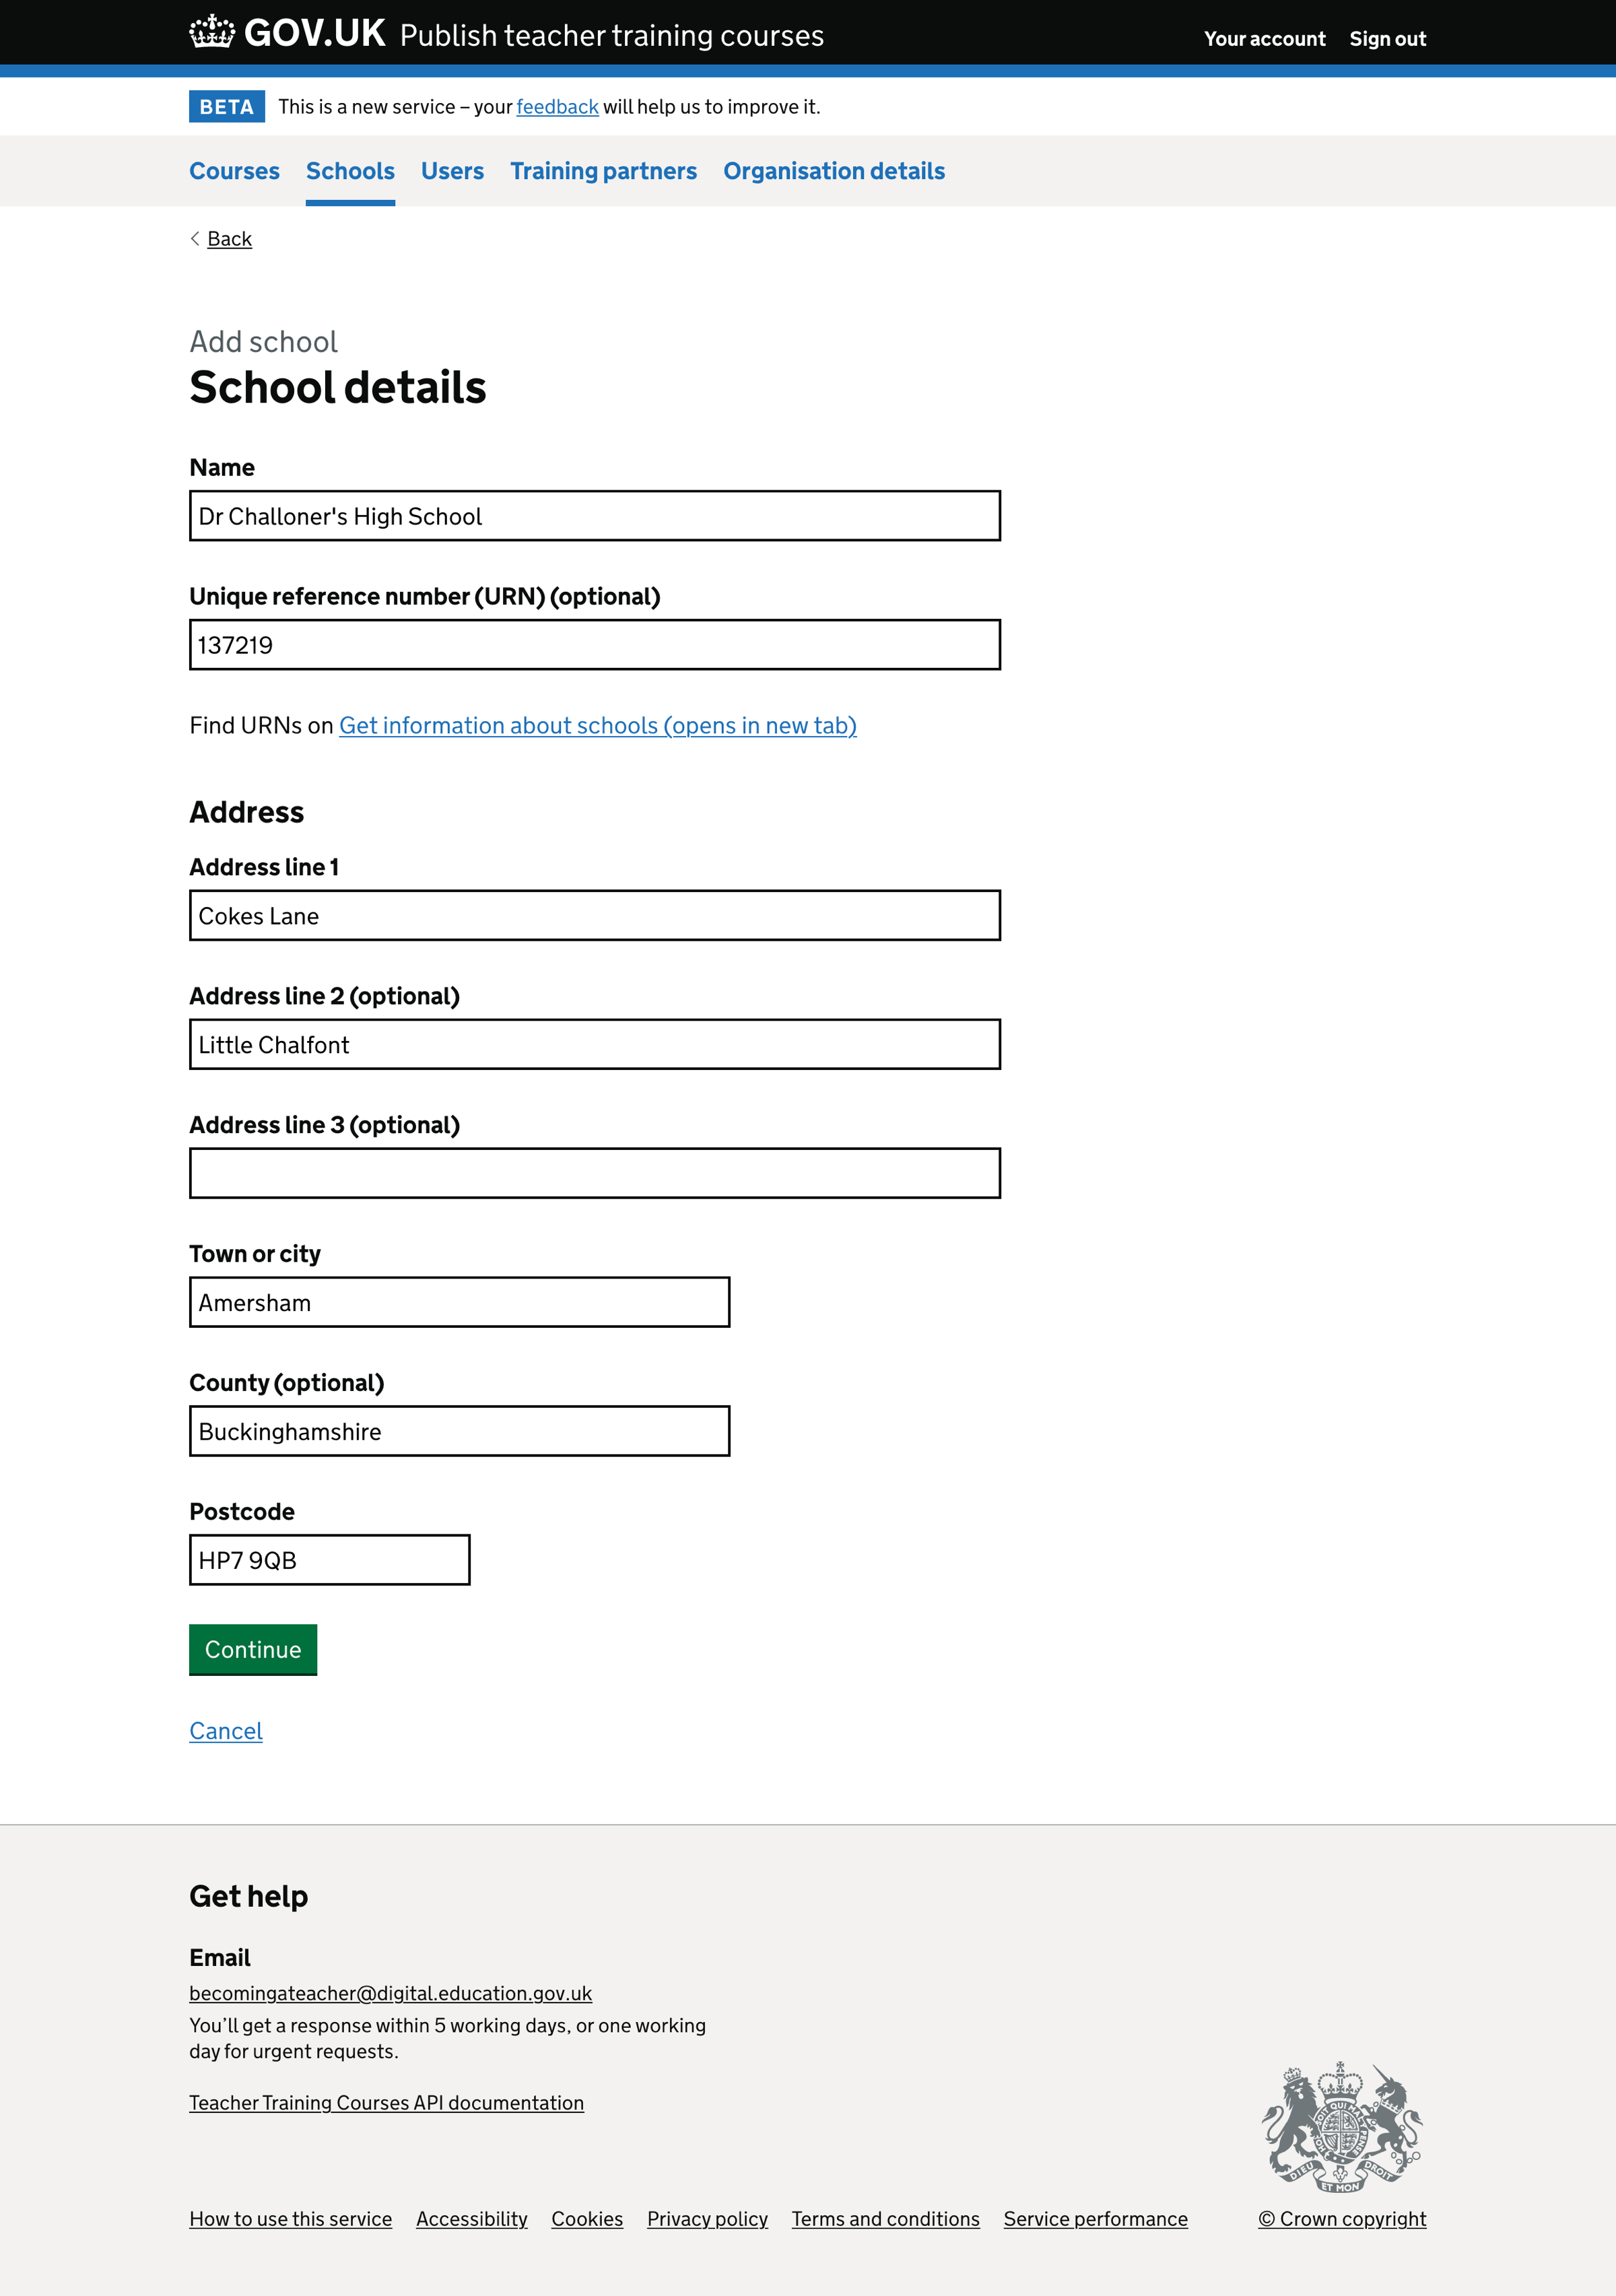 GOV.UK Publish teacher training courses
Your account Sign out
BETA This is a new service – your feedback will help us to improve it.
Courses Schools Users Training partners Organisation details
Back
Add school
School details
Name
Dr Challoner's High School
Unique reference number (URN) (optional)
137219
Find URNs on Get information about schools (opens in new tab)
Address
Address line 1
Cokes Lane
Address line 2 (optional)
Little Chalfont
Address line 3 (optional)
Town or city
Amersham
County (optional)
Buckinghamshire
Postcode
HP7 9QB
Continue
Cancel
Get help
Email
becomingateacher@digital.education.gov.uk
You’ll get a response within 5 working days, or one working
day for urgent requests.
Teacher Training Courses API documentation
DIEU ET MON DROIT
How to use this service Accessibility Cookies Privacy policy Terms and conditions Service performance
© Crown copyright